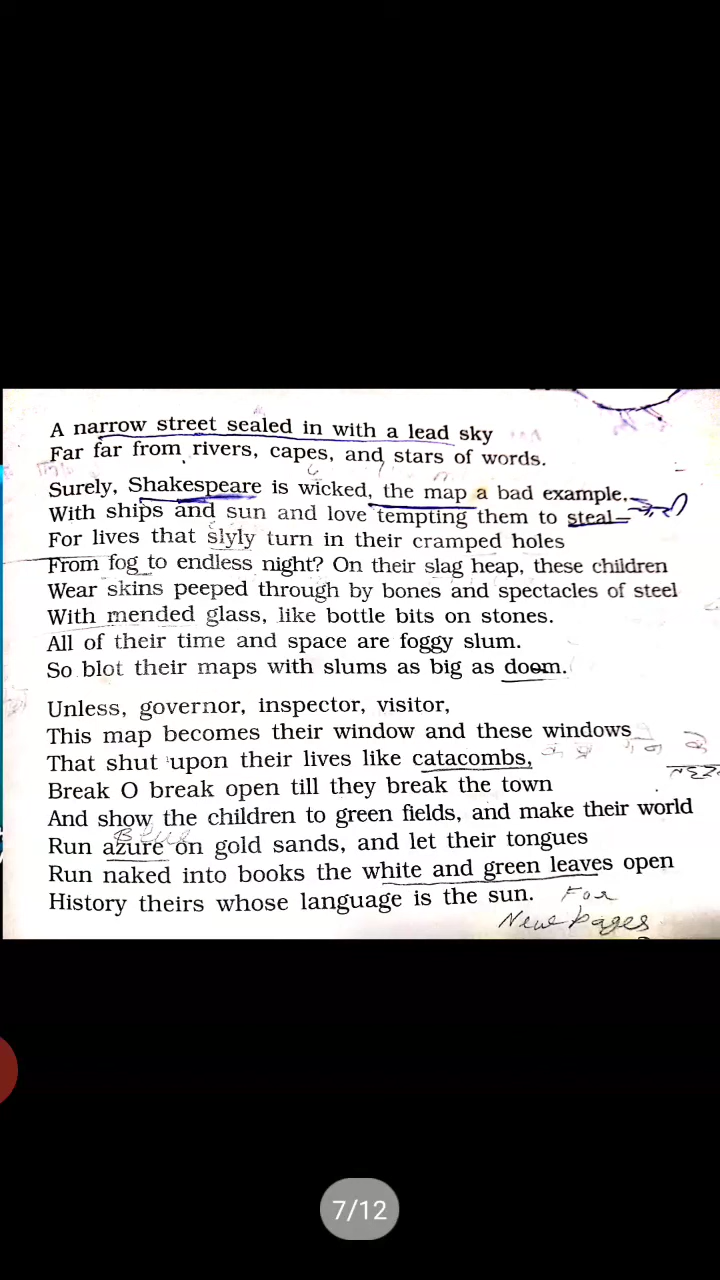 A narrow street sealed in with a lead sky
Far far from rivers, capes, and stars of words.
Surely, Shakespeare is wicked, the map a bad example.
With ships and sun and love tempting them to steal—
For lives that slyly turn in their cramped holes
From fog to endless night? On their slag heap, these children
Wear skins peeped through by bones and spectacles of steel
With mended glass, like bottle bits on stones.
All of their time and space are foggy slum.
So blot their maps with slums as big as doom.
Unless, governor, inspector, visitor,
This map becomes their window and these windows
That shut upon their lives like catacombs,
Break O break open till they break the town
And show the children to green fields, and make their world
Blue
Run azure on gold sands, and let their tongues
Run naked into books the white and green leaves open
History theirs whose language is the sun. For
New pages
7/12